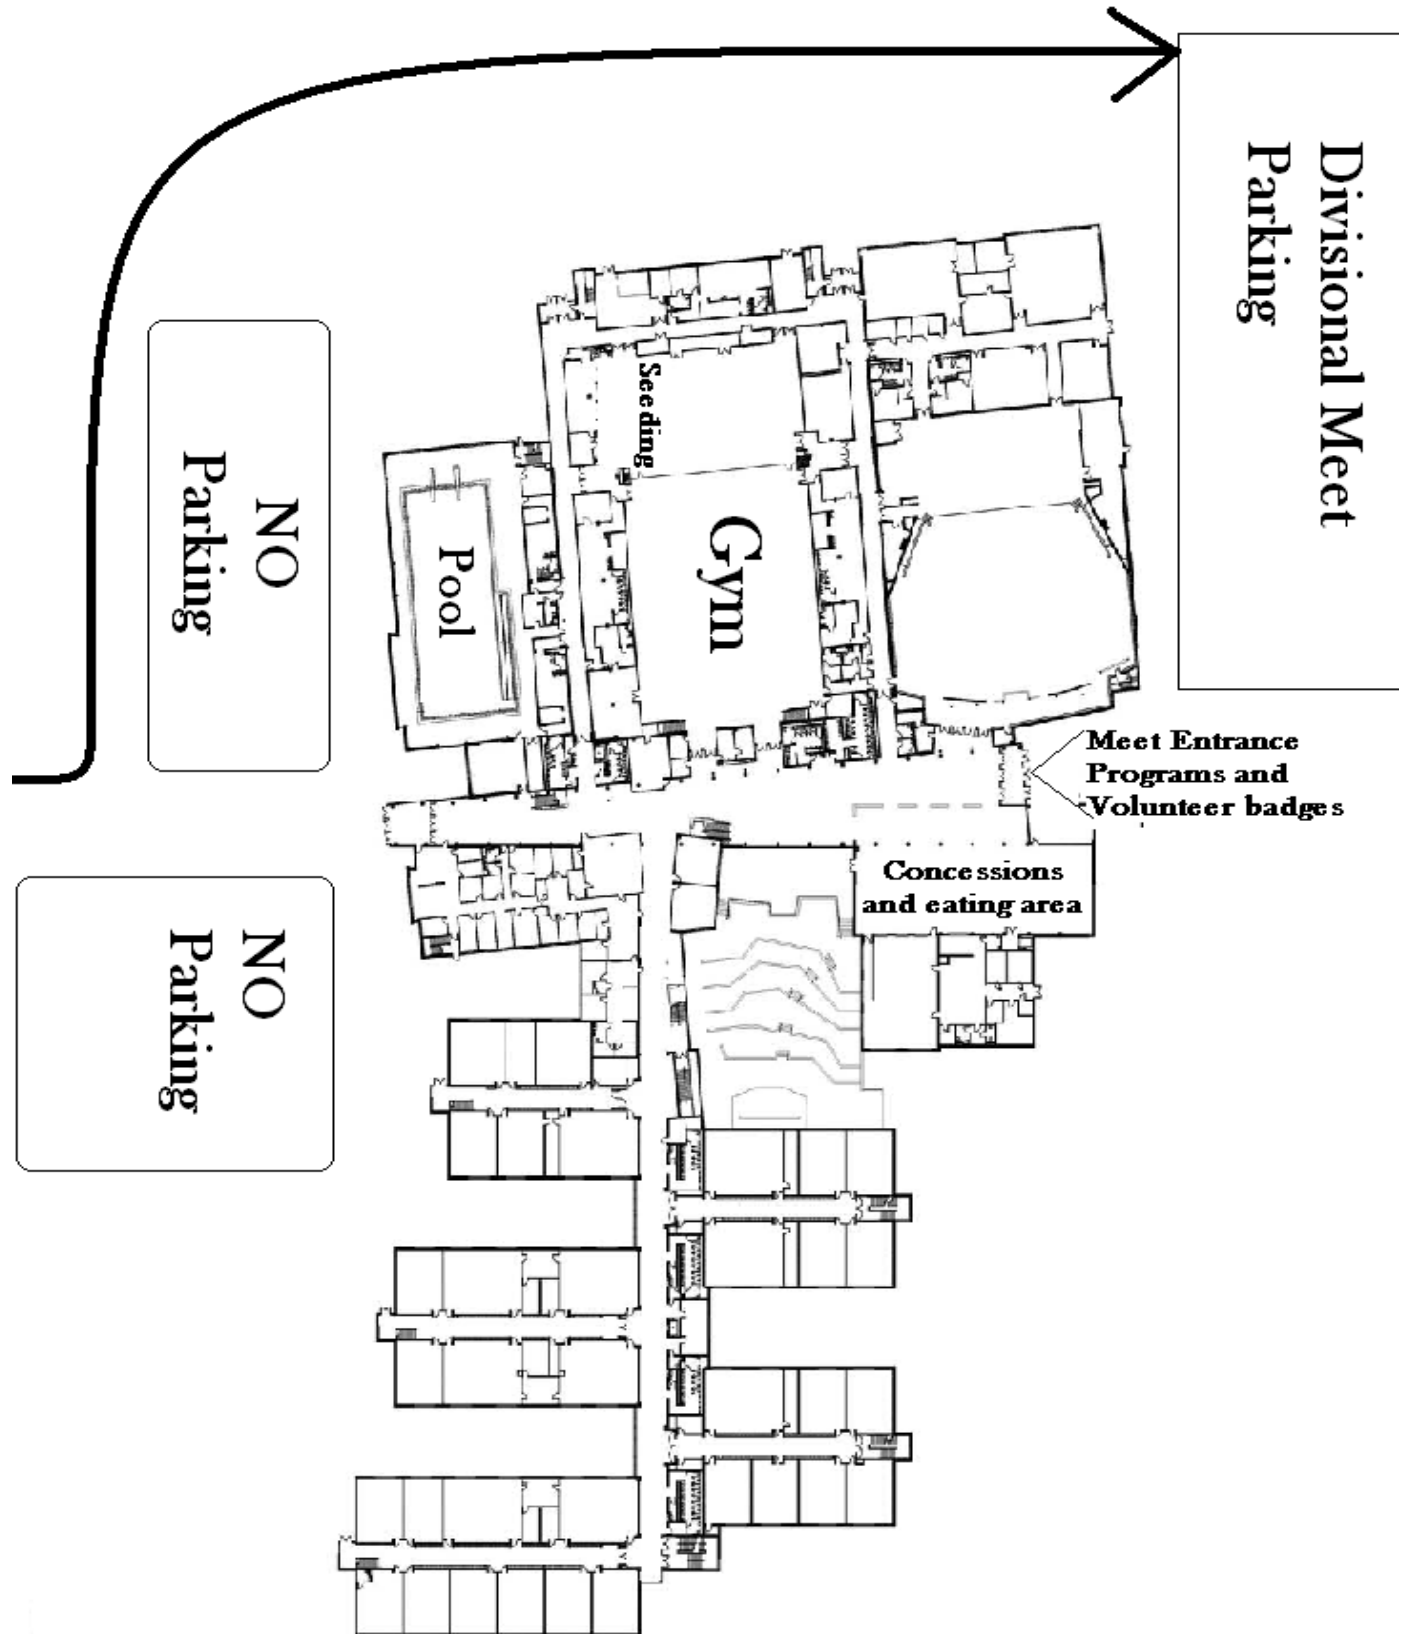 Divisional Meet
Parking
NO
Parking
Seeding
Gym
Pool
Meet Entrance
Programs and
Volunteer badges
Concessions
and eating area
NO
Parking